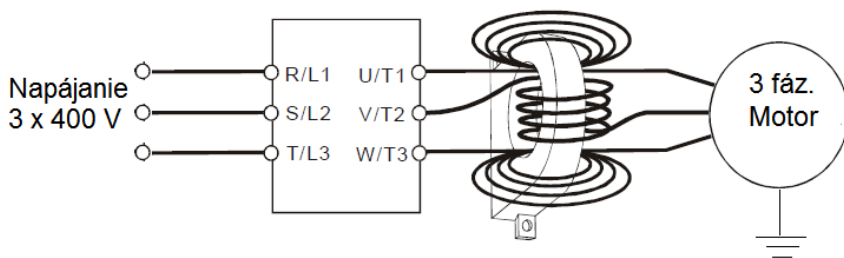 Napájanie
3 x 400 V
R/L1 U/T1
S/L2 V/T2
T/L3 W/T3
3 fáz.
Motor